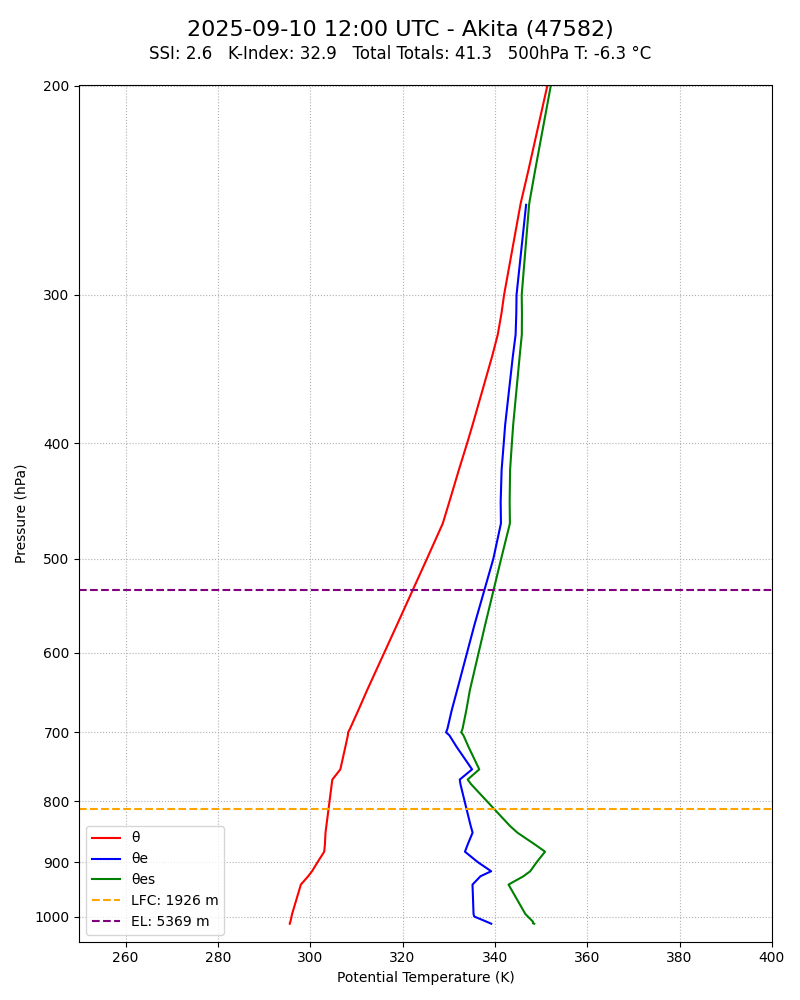 2025-09-10 12:00 UTC - Akita (47582)
SSI: 2.6   K-Index: 32.9   Total Totals: 41.3   500hPa T: -6.3 °C
200
300
400
500
600
700
800
900
1000
Pressure (hPa)
θ
θe
θes
LFC: 1926 m
EL: 5369 m
260 280 300 320 340 360 380 400
Potential Temperature (K)